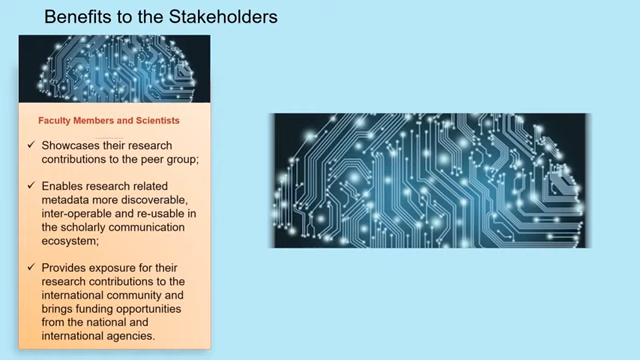 Benefits to the Stakeholders
Faculty Members and Scientists
✓ Showcases their research
contributions to the peer group;
✓ Enables research related
metadata more discoverable,
inter-operable and re-usable in
the scholarly communication
ecosystem;
✓ Provides exposure for their
research contributions to the
international community and
brings funding opportunities
from the national and
international agencies.